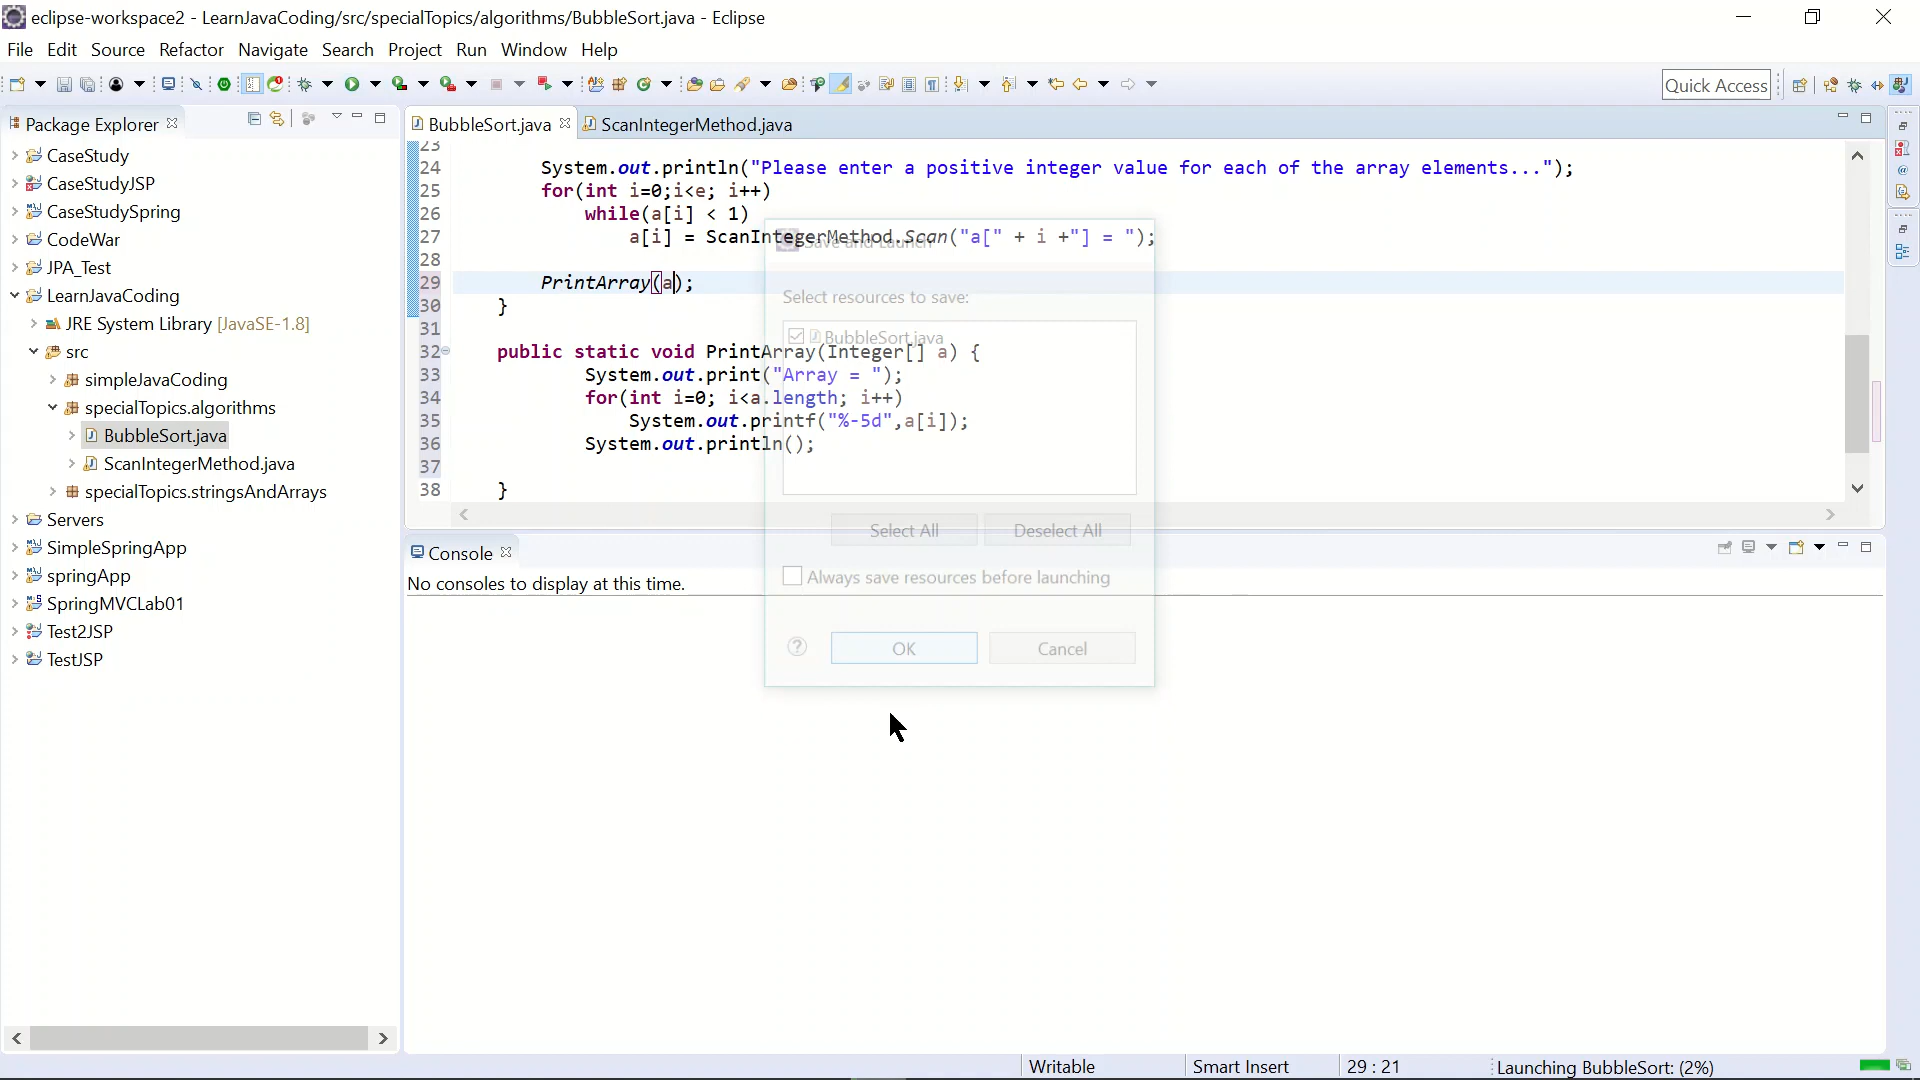 eclipse-workspace2 - LearnJavaCoding/src/specialTopics/algorithms/BubbleSort.java - Eclipse
File Edit Source Refactor Navigate Search Project Run Window Help
Quick Access
Package Explorer
CaseStudy
CaseStudyJSP
CaseStudySpring
CodeWar
JPA_Test
LearnJavaCoding
JRE System Library [JavaSE-1.8]
src
simpleJavaCoding
specialTopics.algorithms
BubbleSort.java
ScanIntegerMethod.java
specialTopics.stringsAndArrays
Servers
SimpleSpringApp
springApp
SpringMVCLab01
Test2JSP
TestJSP
BubbleSort.java ScanIntegerMethod.java
23
24 System.out.println("Please enter a positive integer value for each of the array elements...");
25 for(int i=0;i<e; i++)
26 while(a[i] < 1)
27 a[i] = ScanIntegerMethod.Scan("a[" + i +"] = ");
28
29 PrintArray(a);
30 }
31
32 public static void PrintArray(Integer[] a) {
33 System.out.print("Array = ");
34 for(int i=0; i<a.length; i++)
35 System.out.printf("%-5d",a[i]);
36 System.out.println();
37
38 }
Save and Launch
Select resources to save:
BubbleSort.java
Select All Deselect All
Always save resources before launching
OK Cancel
Console
No consoles to display at this time.
Writable Smart Insert 29 : 21 Launching BubbleSort: (2%)